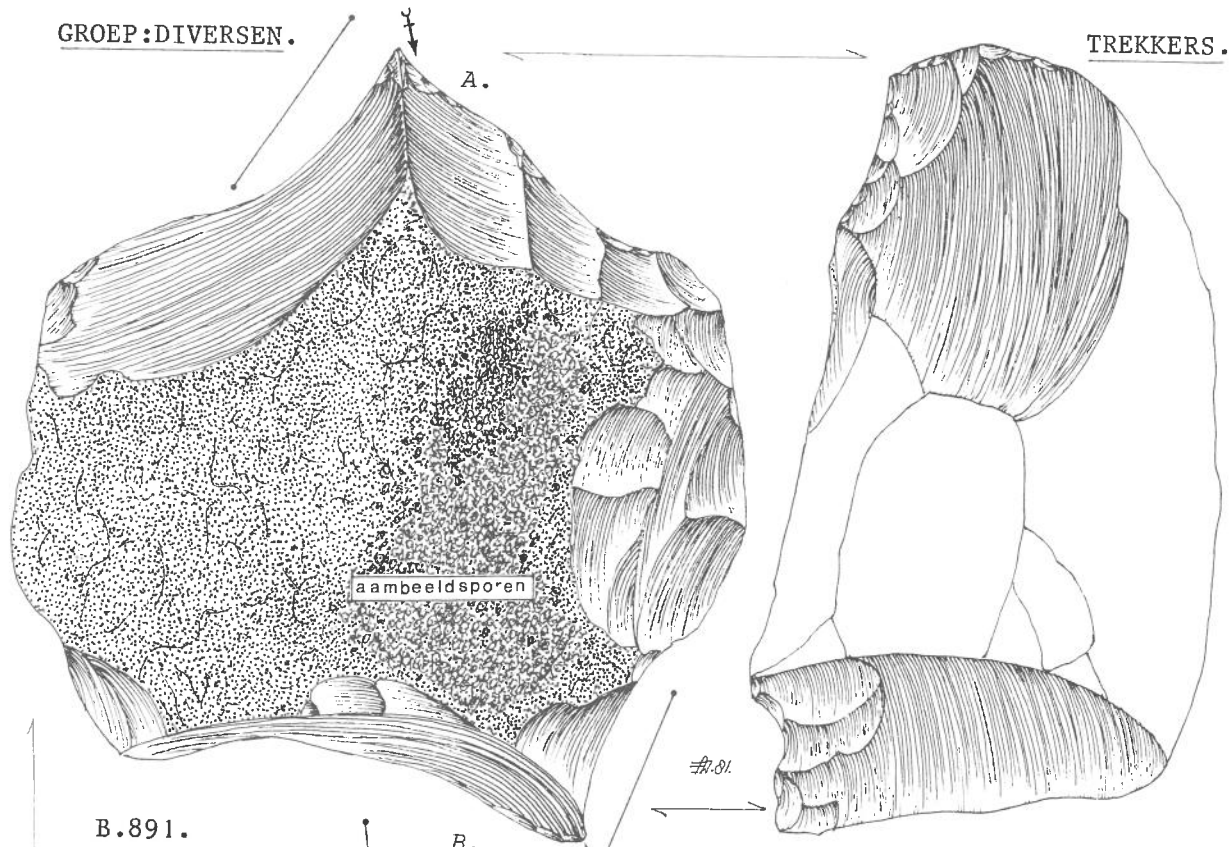 GROEP:DIVERSEN.
TREKKERS.
A.
aambeeldsporen
B.891.
B.